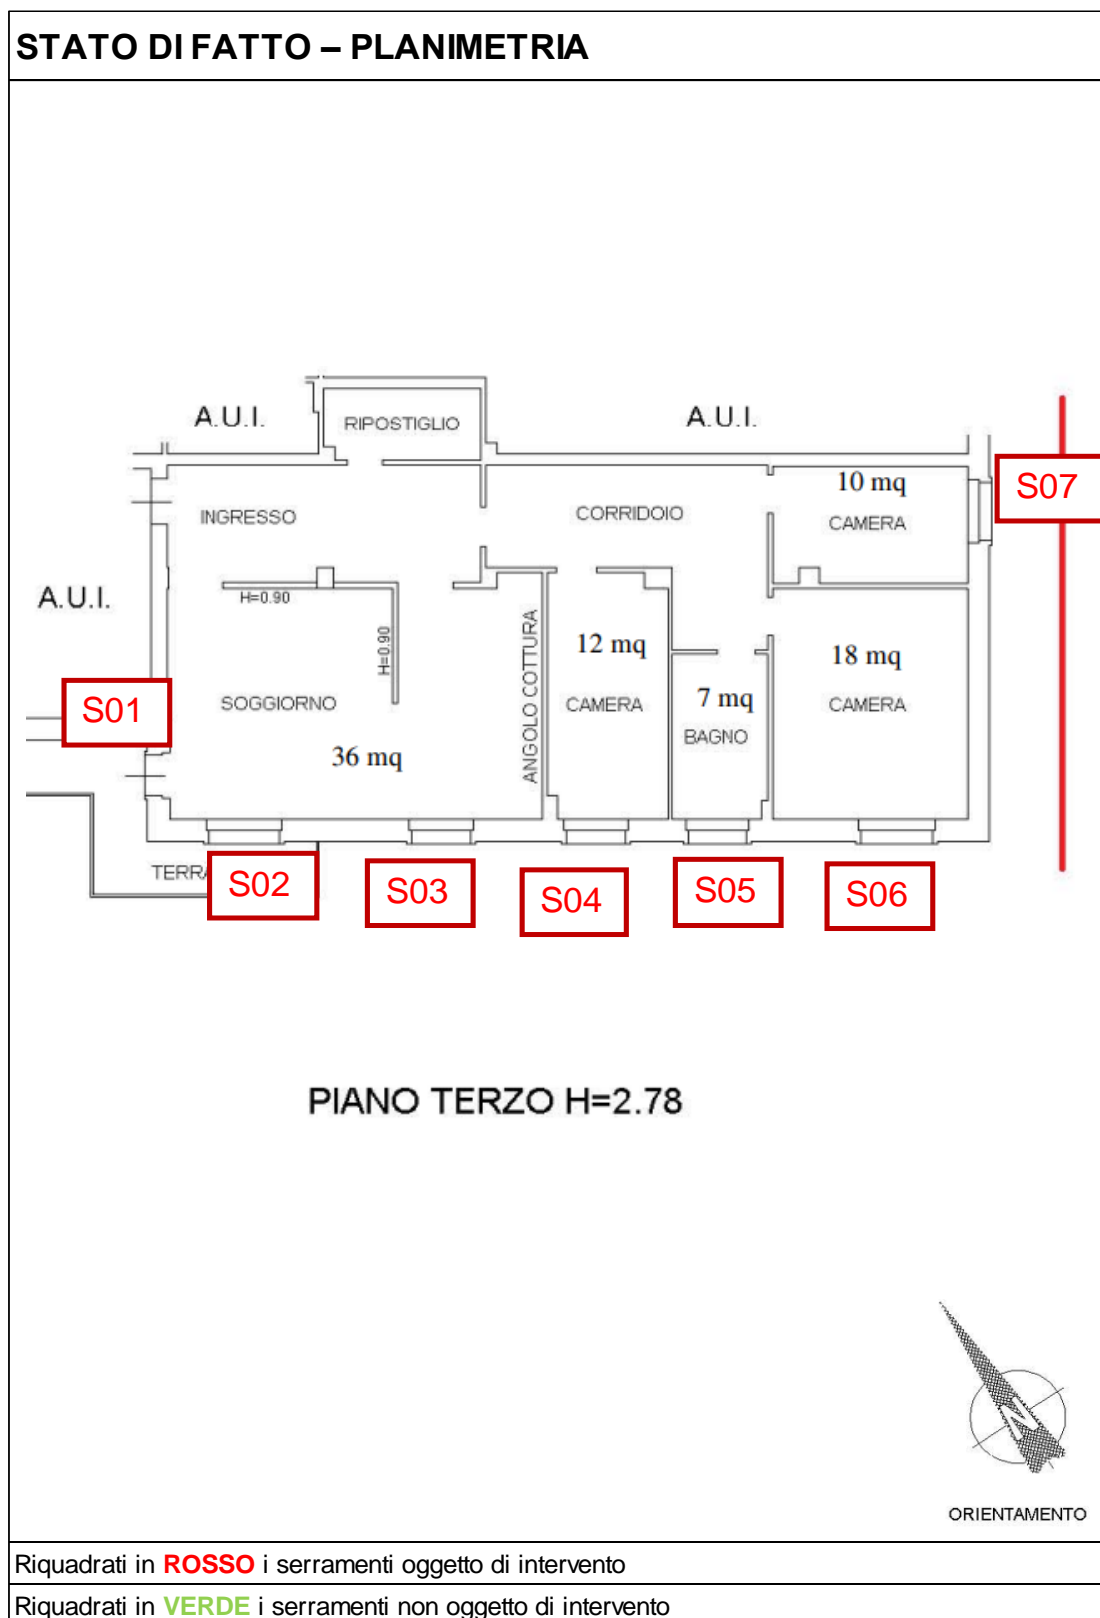 STATO DI FATTO – PLANIMETRIA
A.U.I.
RIPOSTIGLIO
A.U.I.
S07
10 mq
CAMERA
INGRESSO
CORRIDOIO
A.U.I.
H=0.90
H=0.90
ANGOLO COTTURA
12 mq
CAMERA
18 mq
CAMERA
7 mq
BAGNO
S01
SOGGIORNO
36 mq
TERRA
S02
S03
S04
S05
S06
PIANO TERZO H=2.78
N
ORIENTAMENTO
Riquadrati in ROSSO i serramenti oggetto di intervento
Riquadrati in VERDE i serramenti non oggetto di intervento